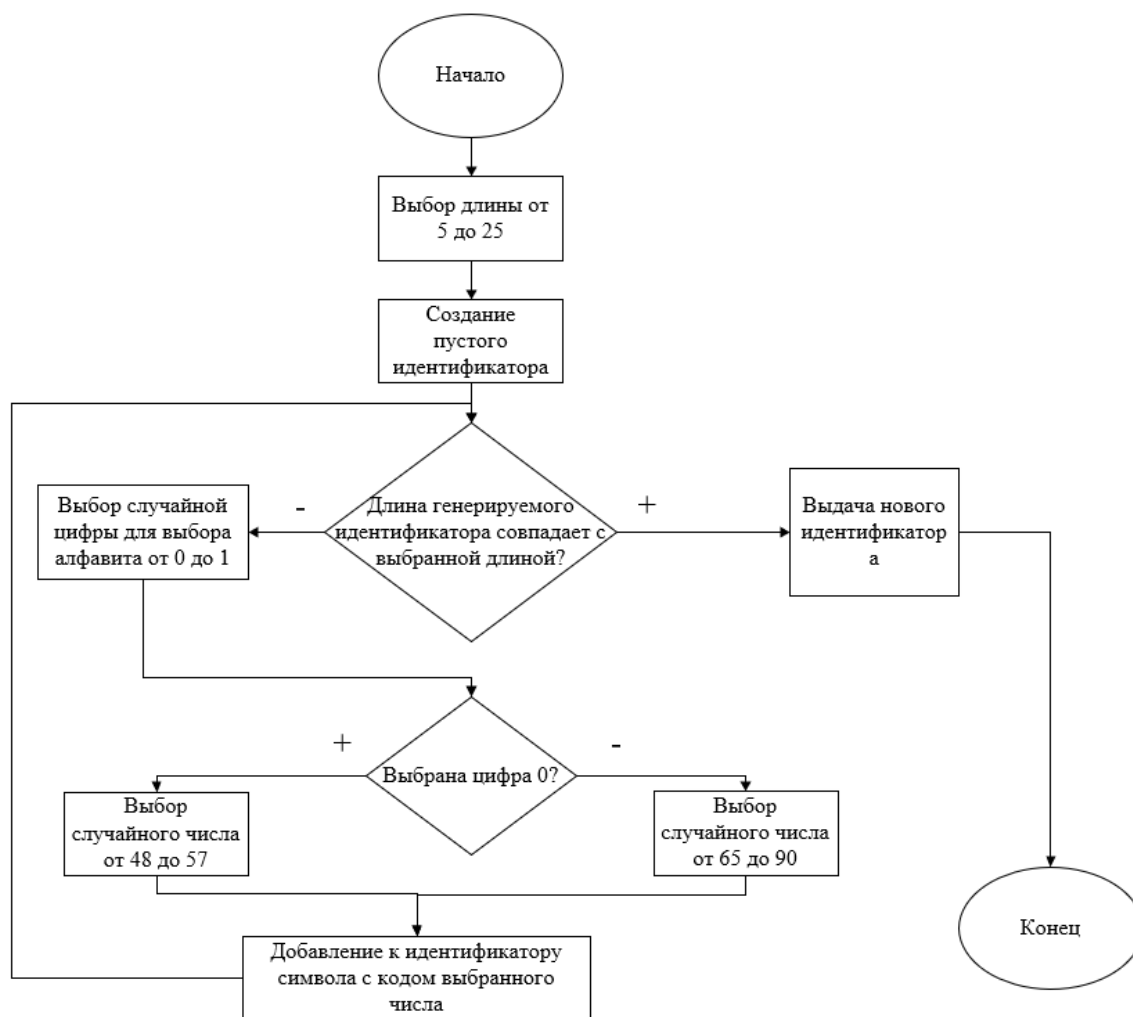 Начало
Выбор длины от
5 до 25
Создание
пустого
идентификатора
Длина генерируемого
идентификатора совпадает с
выбранной длиной?
-
+
Выбор случайной
цифры для выбора
алфавита от 0 до 1
Выдача нового
идентификатор
а
Выбрана цифра 0?
+
-
Выбор
случайного числа
от 48 до 57
Выбор
случайного числа
от 65 до 90
Добавление к идентификатору
символа с кодом выбранного
числа
Конец